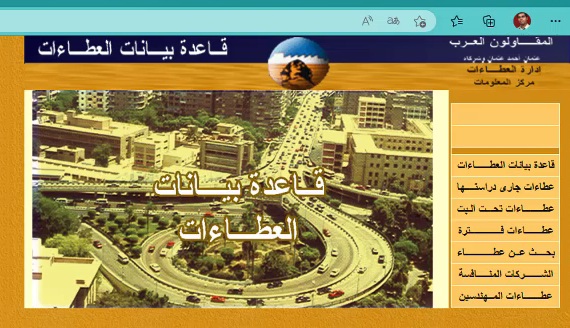 المقاولون العرب
عثمان احمد عثمان وشركاه
ادارة العطاءات
مركز المعلومات
قاعدة بيانات العطاءات
قاعدة بيانات
العطاءات
قاعدة بيانات العطاءات
عطاءات جارى دراستها
عطاءات تحت البت
عطاءات فترة
بحث عن عطاء
الشركات المنافسة
عطاءات المهندسين